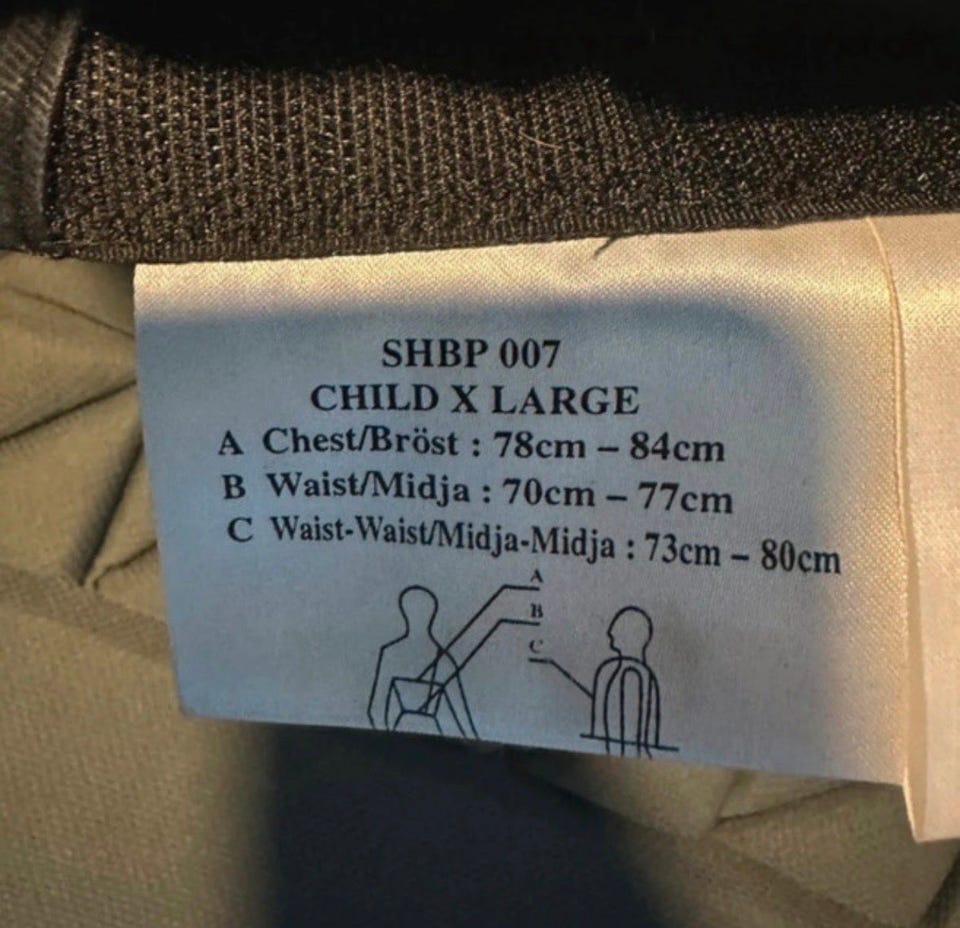 SHBP 007
CHILD X LARGE
A Chest/Bröst : 78cm – 84cm
B Waist/Midja : 70cm – 77cm
C Waist-Waist/Midja-Midja : 73cm – 80cm
A
B
C